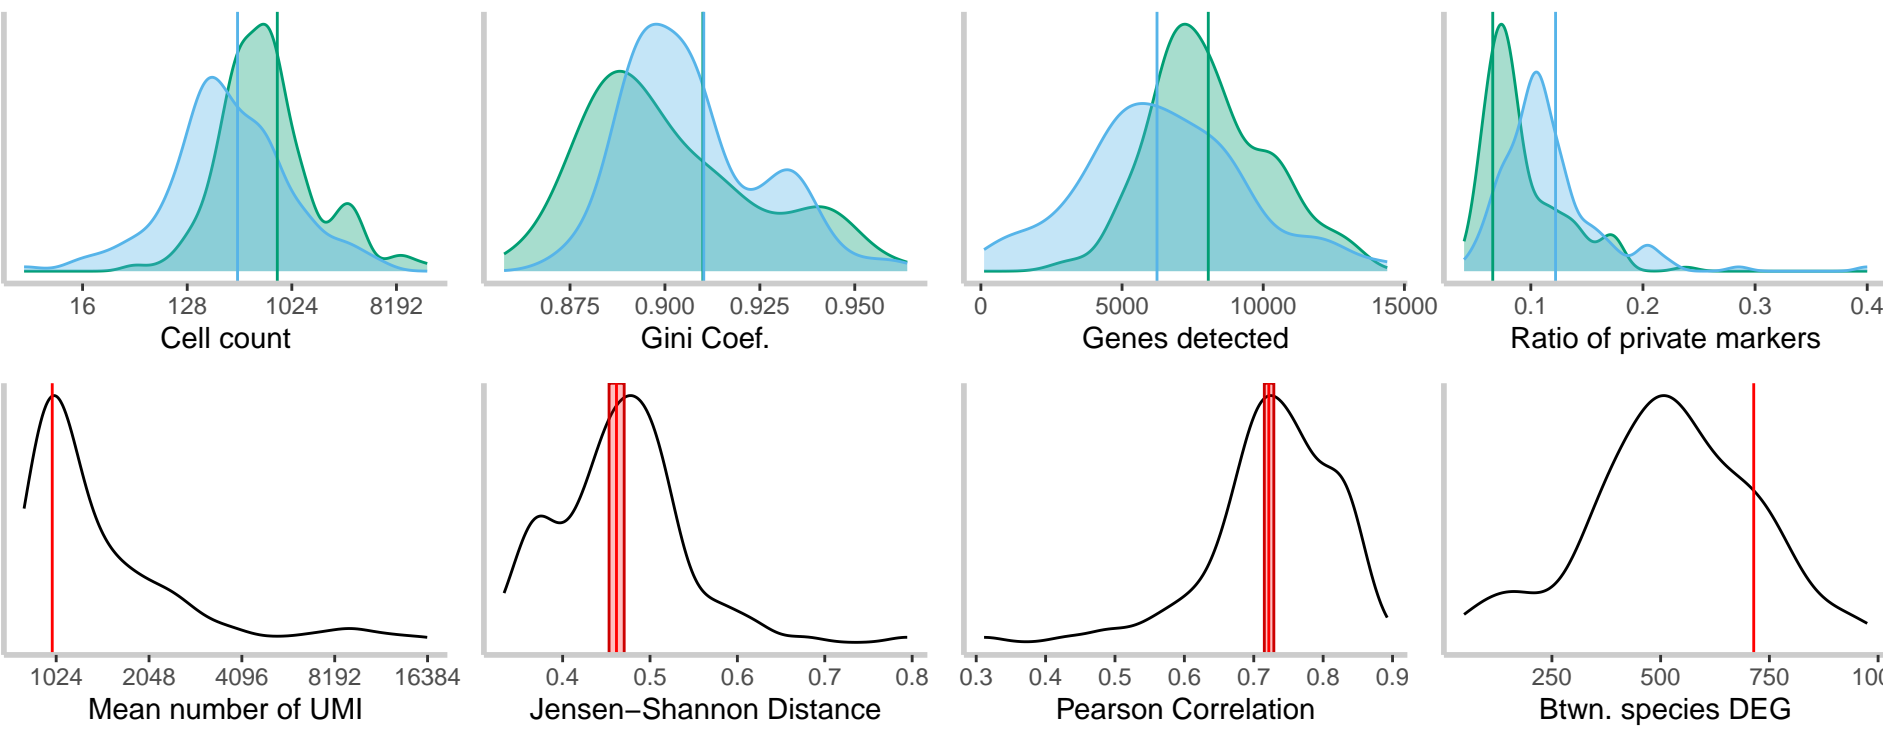 16 128 1024 8192
Cell count
0.875 0.900 0.925 0.950
Gini Coef.
0 5000 10000 15000
Genes detected
0.1 0.2 0.3 0.4
Ratio of private markers
1024 2048 4096 8192 16384
Mean number of UMI
0.4 0.5 0.6 0.7 0.8
Jensen−Shannon Distance
0.3 0.4 0.5 0.6 0.7 0.8 0.9
Pearson Correlation
250 500 750 100
Btwn. species DEG